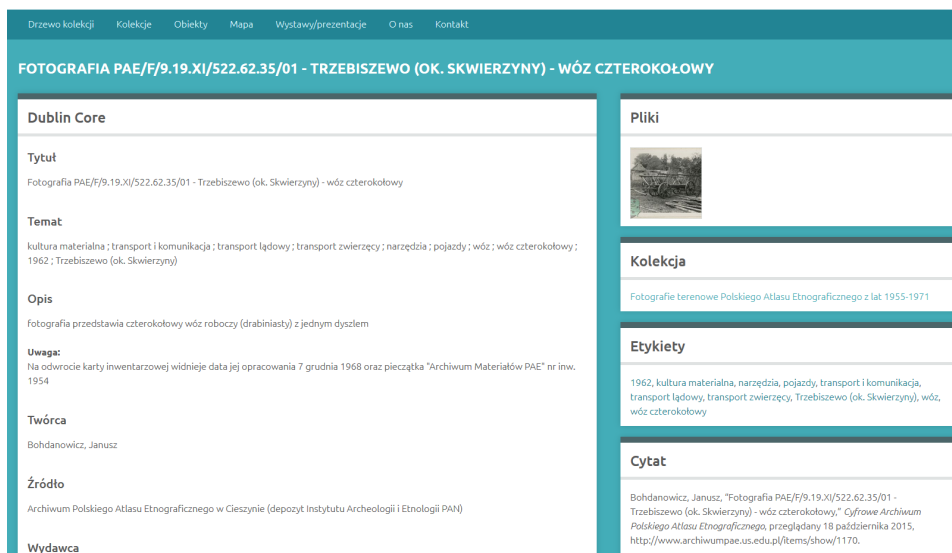 Drzewo kolekcji Kolekcje Obiekty Mapa Wystawy/prezentacje O nas Kontakt
FOTOGRAFIA PAE/F/9.19.XI/522.62.35/01 - TRZEBISZEWO (OK. SKWIERZYNY) - WÓZ CZTEROKOŁOWY
Dublin Core
Tytuł
Fotografia PAE/F/9.19.XI/522.62.35/01 - Trzebiszewo (ok. Skwierzyny) - wóz czterokołowy
Temat
kultura materialna ; transport i komunikacja ; transport lądowy ; transport zwierzęcy ; narzędzia ; pojazdy ; wóz ; wóz czterokołowy ;
1962 ; Trzebiszewo (ok. Skwierzyny)
Opis
fotografia przedstawia czterokołowy wóz roboczy (drabiniasty) z jednym dyszlem
Uwaga:
Na odwrocie karty inwentarzowej widnieje data jej opracowania 7 grudnia 1968 oraz pieczątka "Archiwum Materiałów PAE" nr inw.
1954
Twórca
Bohdanowicz, Janusz
Źródło
Archiwum Polskiego Atlasu Etnograficznego w Cieszynie (depozyt Instytutu Archeologii i Etnologii PAN)
Wydawca
Pliki
Kolekcja
Fotografie terenowe Polskiego Atlasu Etnograficznego z lat 1955-1971
Etykiety
1962, kultura materialna, narzędzia, pojazdy, transport i komunikacja,
transport lądowy, transport zwierzęcy, Trzebiszewo (ok. Skwierzyny), wóz,
wóz czterokołowy
Cytat
Bohdanowicz, Janusz, "Fotografia PAE/F/9.19.XI/522.62.35/01 -
Trzebiszewo (ok. Skwierzyny) - wóz czterokołowy," Cyfrowe Archiwum
Polskiego Atlasu Etnograficznego, przeglądany 18 października 2015,
http://www.archiwumpae.us.edu.pl/items/show/1170.